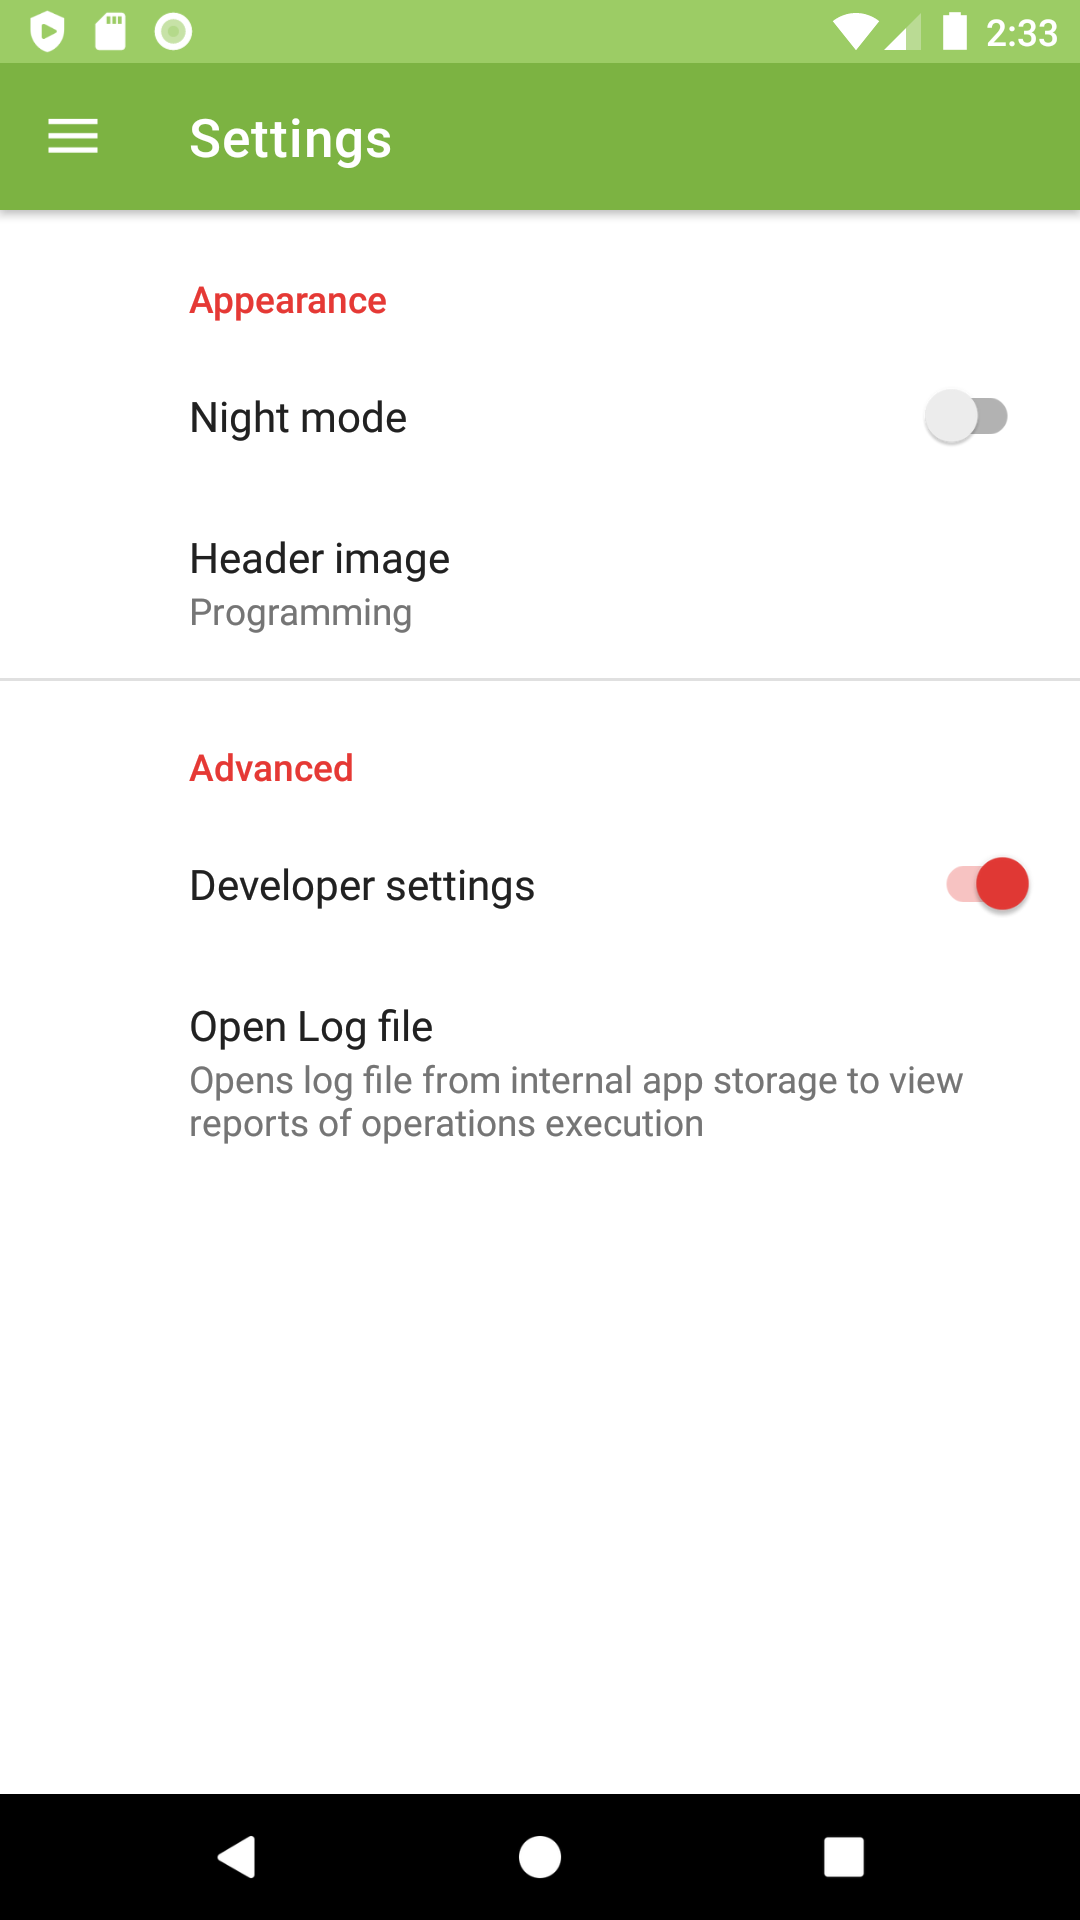 2:33
Settings
Appearance
Night mode
Header image
Programming
Advanced
Developer settings
Open Log file
Opens log file from internal app storage to view
reports of operations execution